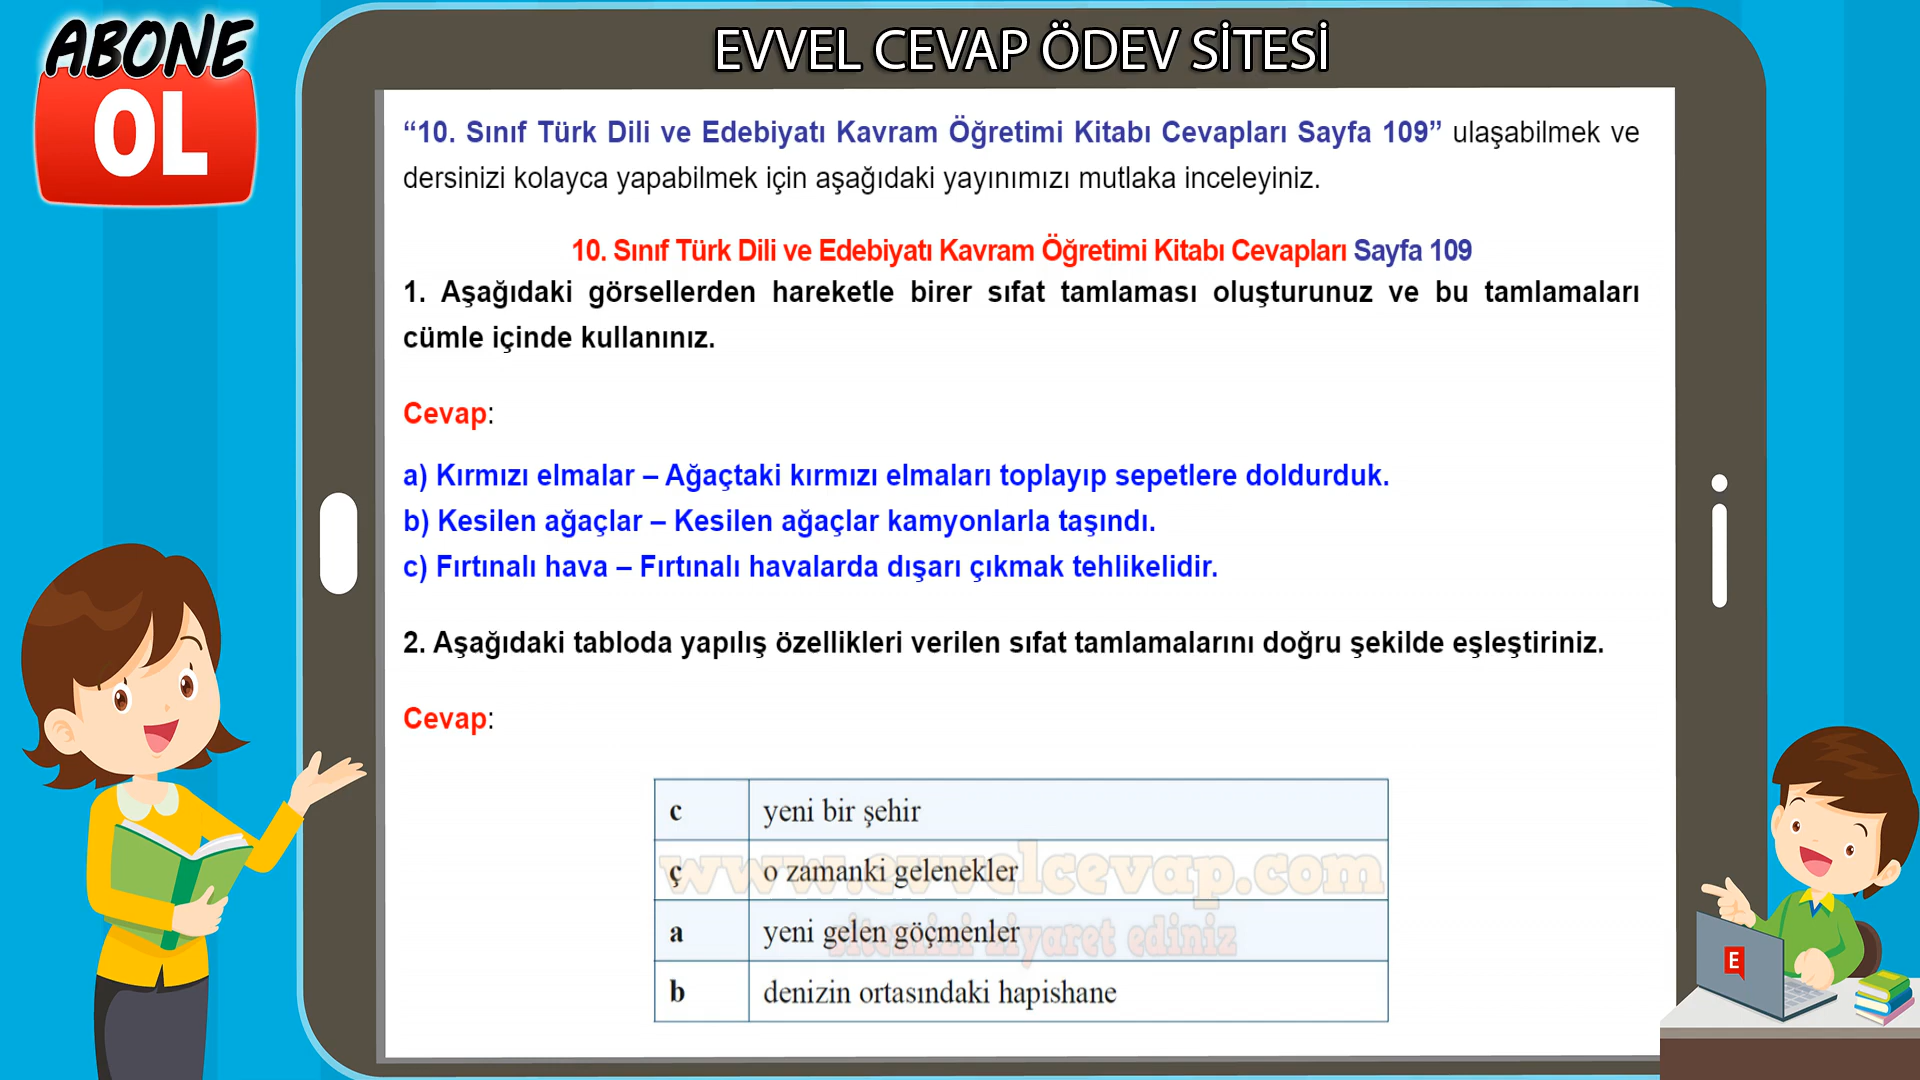 ABONE
OL
EVVEL CEVAP ÖDEV SİTESİ
“10. Sınıf Türk Dili ve Edebiyatı Kavram Öğretimi Kitabı Cevapları Sayfa 109” ulaşabilmek ve
dersinizi kolayca yapabilmek için aşağıdaki yayınımızı mutlaka inceleyiniz.
10. Sınıf Türk Dili ve Edebiyatı Kavram Öğretimi Kitabı Cevapları Sayfa 109
1. Aşağıdaki görsellerden hareketle birer sıfat tamlaması oluşturunuz ve bu tamlamaları
cümle içinde kullanınız.
Cevap:
a) Kırmızı elmalar – Ağaçtaki kırmızı elmaları toplayıp sepetlere doldurduk.
b) Kesilen ağaçlar – Kesilen ağaçlar kamyonlarla taşındı.
c) Fırtınalı hava – Fırtınalı havalarda dışarı çıkmak tehlikelidir.
2. Aşağıdaki tabloda yapılış özellikleri verilen sıfat tamlamalarını doğru şekilde eşleştiriniz.
Cevap:
c yeni bir şehir
www.evvelcevap.com
ç o zamanki gelenekler
a yeni gelen göçmenler
sitemizi ziyaret ediniz
b denizin ortasındaki hapishane
E